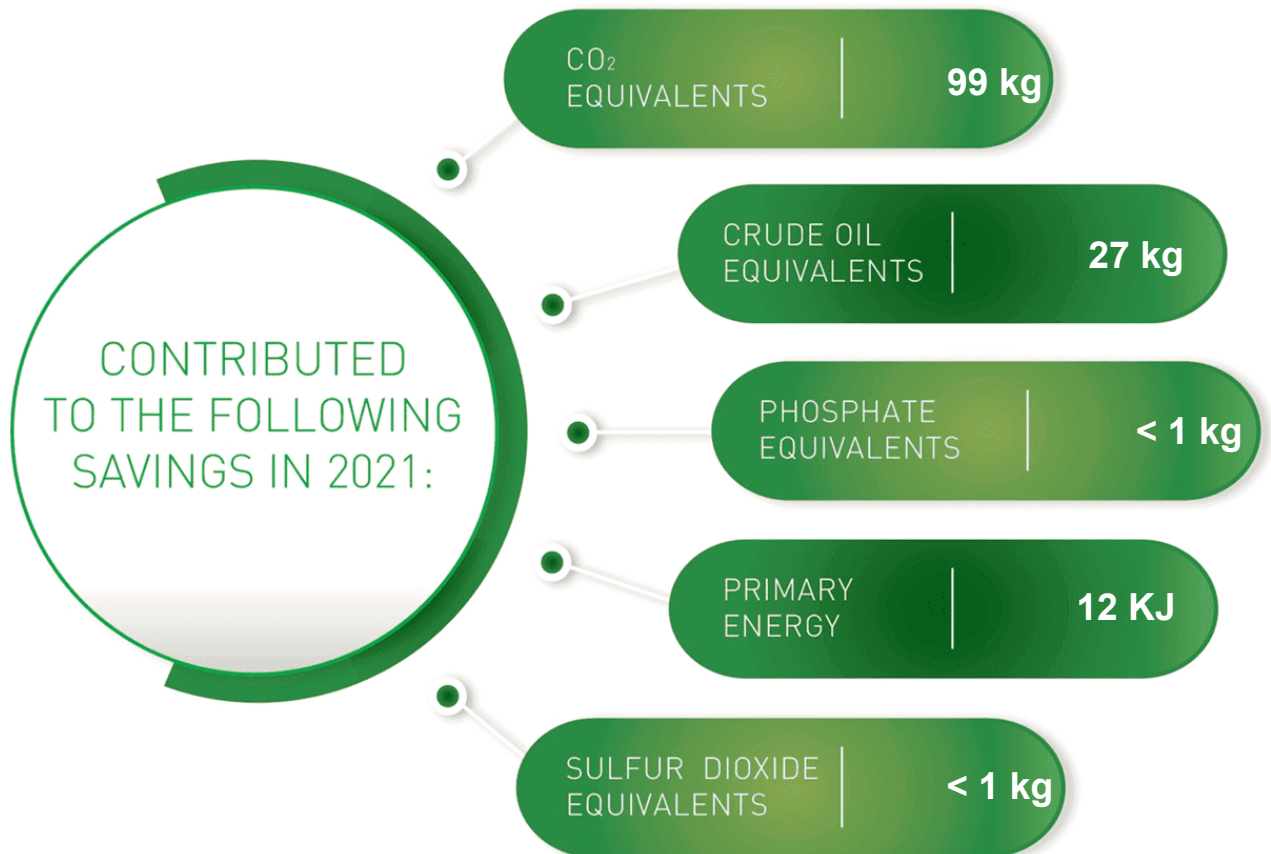 CONTRIBUTED
TO THE FOLLOWING
SAVINGS IN 2021:
CO₂
EQUIVALENTS
99 kg
CRUDE OIL
EQUIVALENTS
27 kg
PHOSPHATE
EQUIVALENTS
< 1 kg
PRIMARY
ENERGY
12 KJ
SULFUR DIOXIDE
EQUIVALENTS
< 1 kg